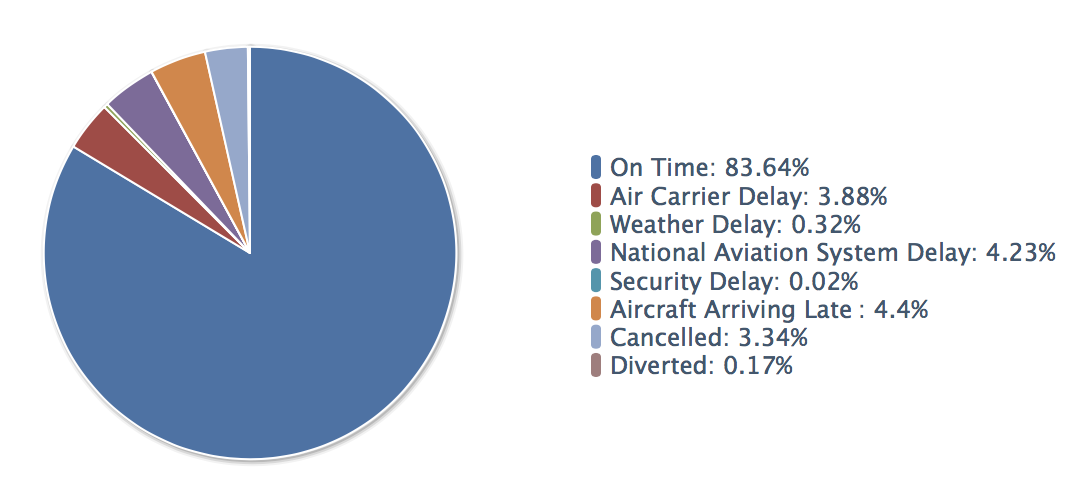 On Time: 83.64%
Air Carrier Delay: 3.88%
Weather Delay: 0.32%
National Aviation System Delay: 4.23%
Security Delay: 0.02%
Aircraft Arriving Late : 4.4%
Cancelled: 3.34%
Diverted: 0.17%